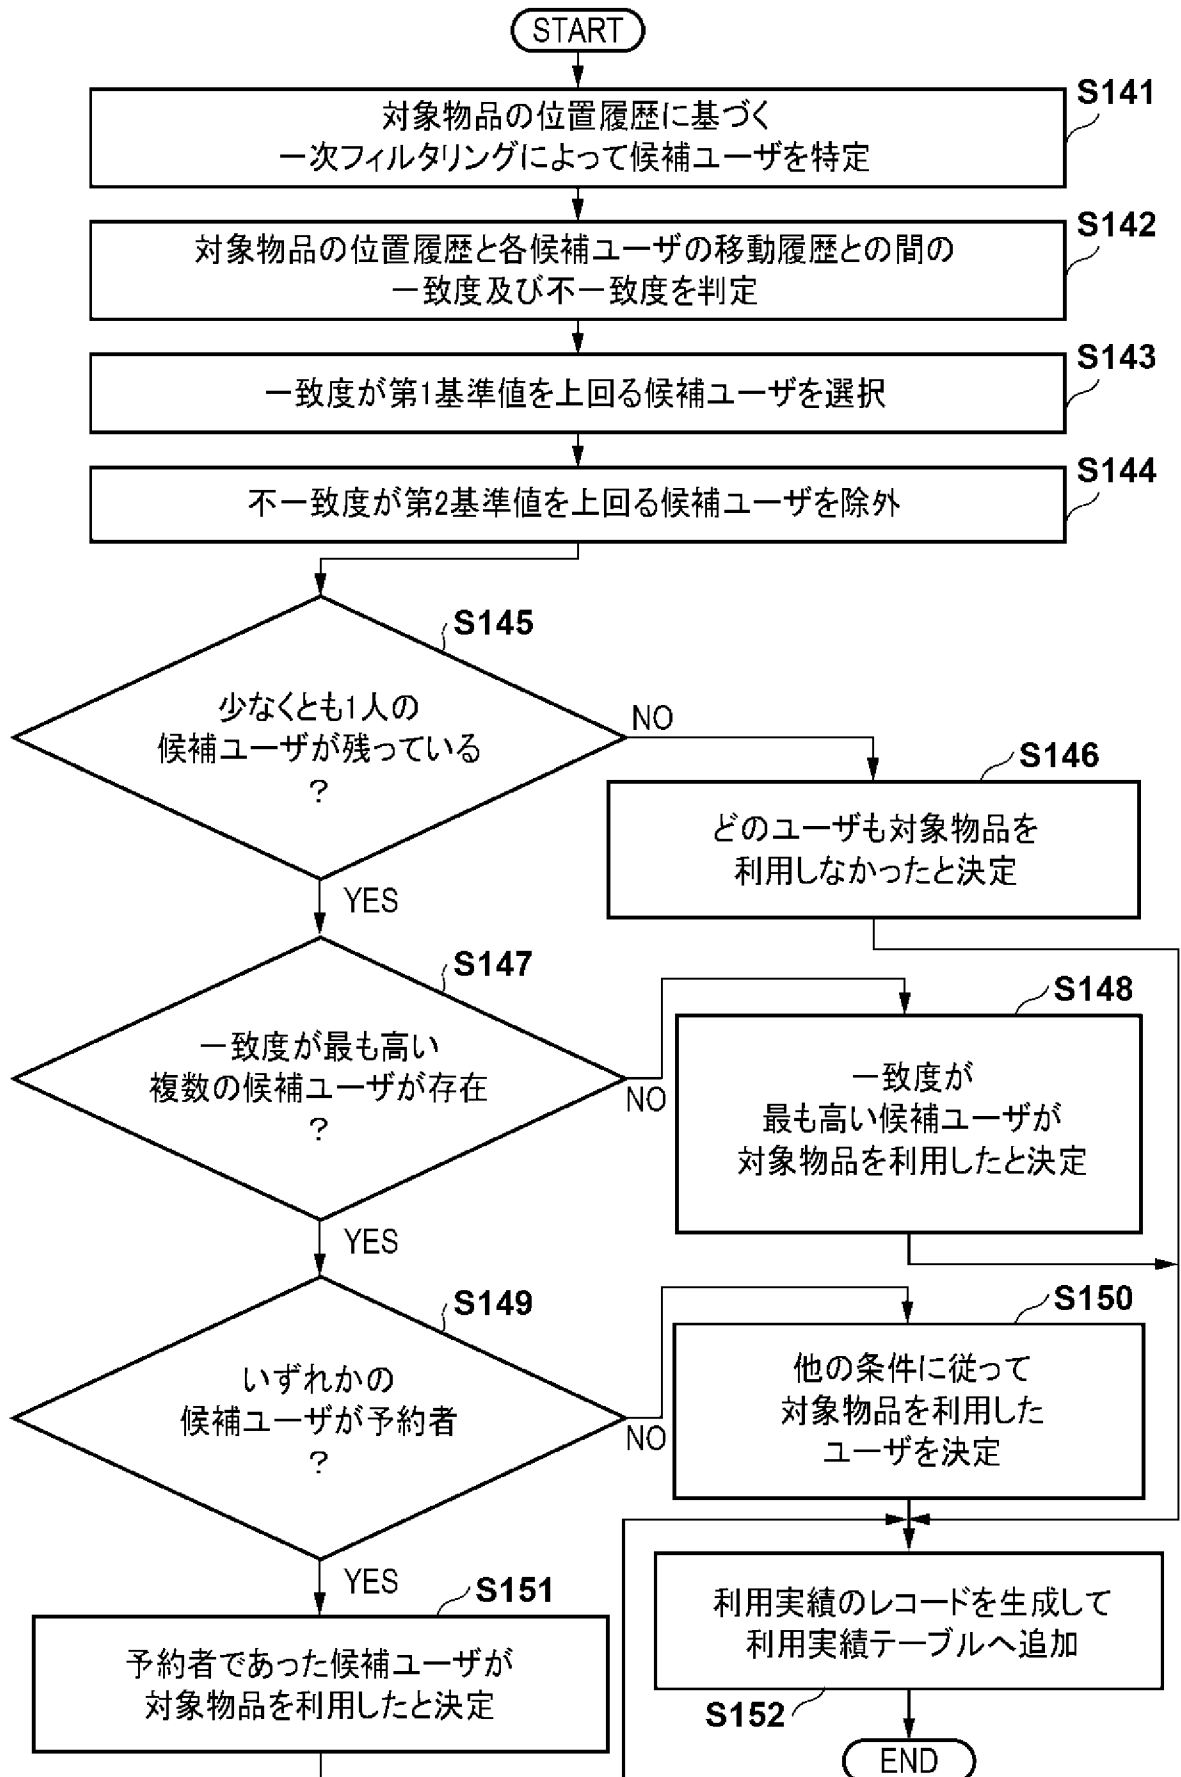 START
S141
対象物品の位置履歴に基づく
一次フィルタリングによって候補ユーザを特定
S142
対象物品の位置履歴と各候補ユーザの移動履歴との間の
一致度及び不一致度を判定
S143
一致度が第1基準値を上回る候補ユーザを選択
S144
不一致度が第2基準値を上回る候補ユーザを除外
S145
少なくとも1人の
候補ユーザが残っている
?
NO
YES
S146
どのユーザも対象物品を
利用しなかったと決定
S147
一致度が最も高い
複数の候補ユーザが存在
?
NO
YES
S148
一致度が
最も高い候補ユーザが
対象物品を利用したと決定
S149
いずれかの
候補ユーザが予約者
?
NO
YES
S150
他の条件に従って
対象物品を利用した
ユーザを決定
S151
予約者であった候補ユーザが
対象物品を利用したと決定
利用実績のレコードを生成して
利用実績テーブルへ追加
S152
END